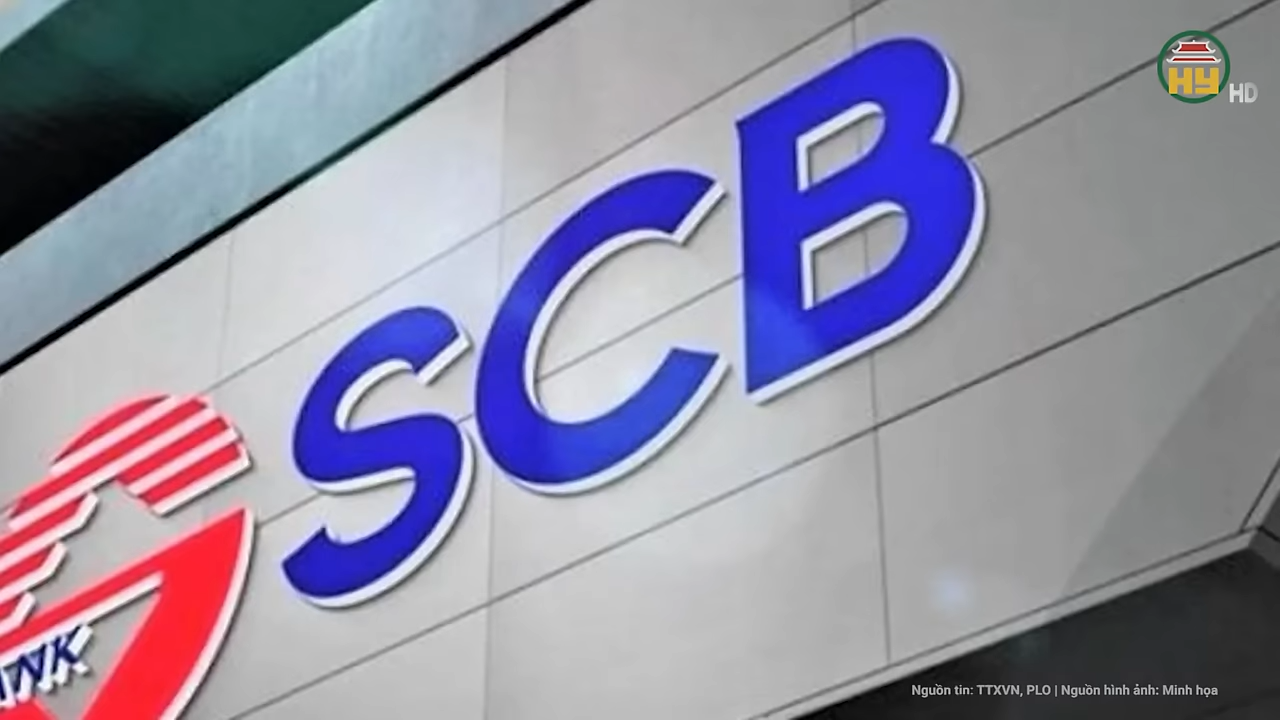 HY
HD
SCB
Nguồn tin: TTXVN, PLO | Nguồn hình ảnh: Minh họa